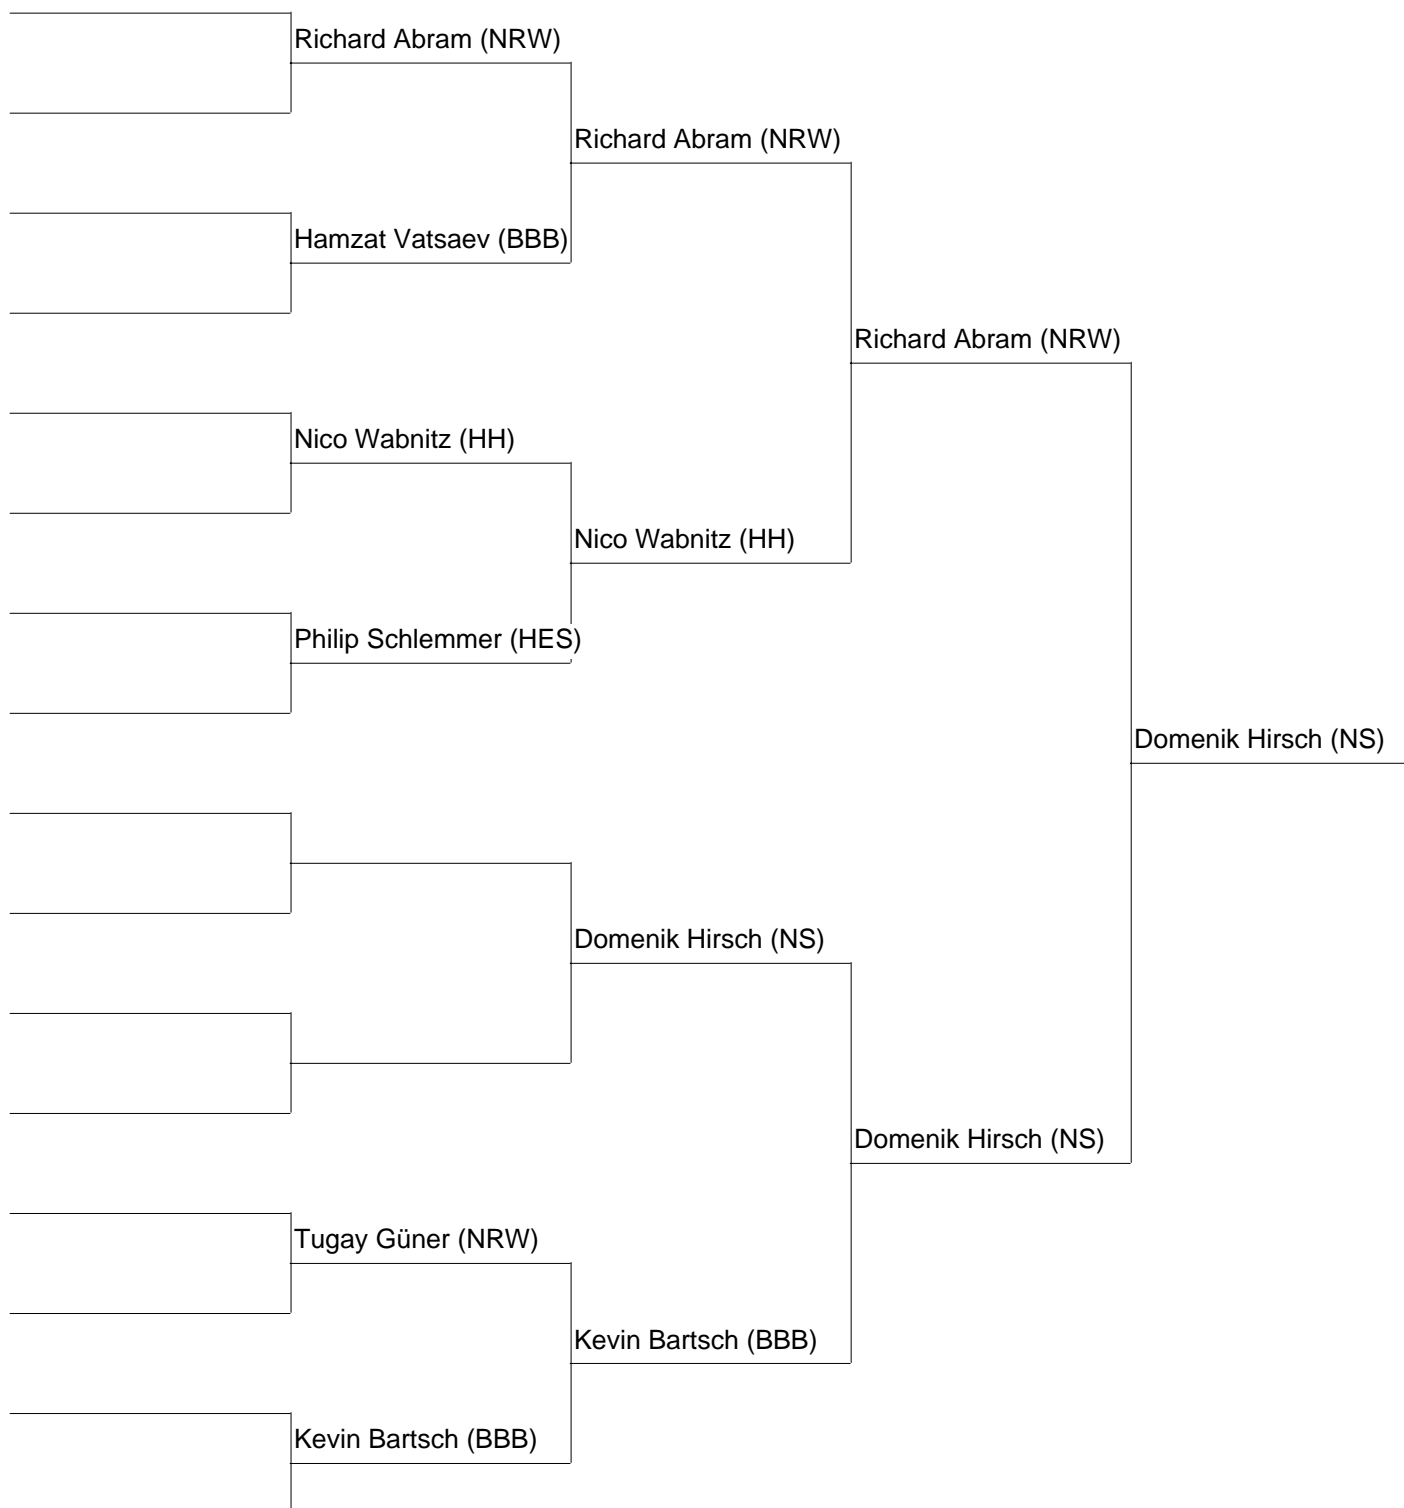 Richard Abram (NRW)
Richard Abram (NRW)
Hamzat Vatsaev (BBB)
Richard Abram (NRW)
Nico Wabnitz (HH)
Nico Wabnitz (HH)
Philip Schlemmer (HES)
Domenik Hirsch (NS)
Domenik Hirsch (NS)
Domenik Hirsch (NS)
Tugay Güner (NRW)
Kevin Bartsch (BBB)
Kevin Bartsch (BBB)